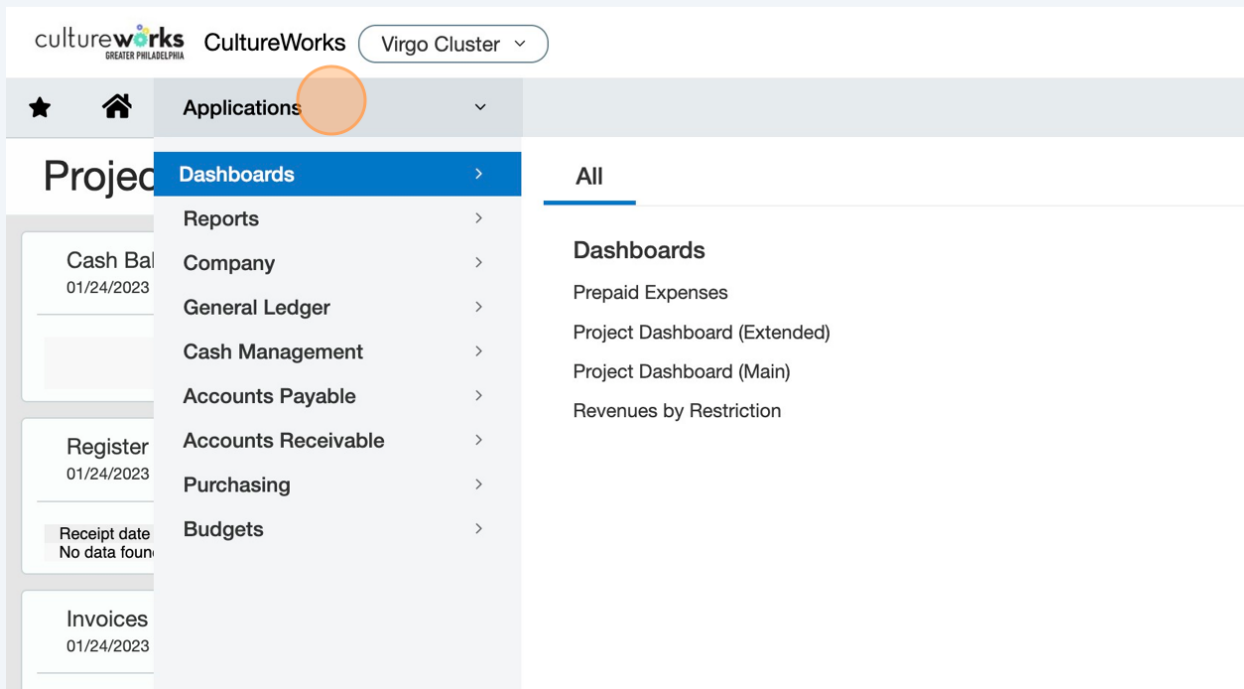 cultureworks
GREATER PHILADELPHIA
CultureWorks
Virgo Cluster
Applications
Projec
Dashboards
Reports
Company
General Ledger
Cash Management
Accounts Payable
Accounts Receivable
Purchasing
Budgets
Cash Bal
01/24/2023
Register
01/24/2023
Receipt date
No data foun
Invoices
01/24/2023
All
Dashboards
Prepaid Expenses
Project Dashboard (Extended)
Project Dashboard (Main)
Revenues by Restriction